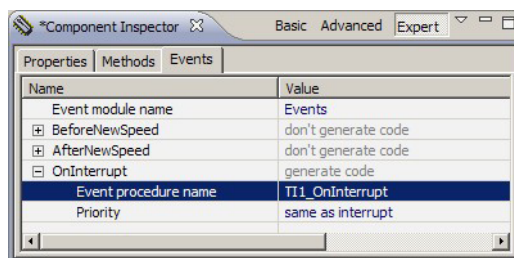 *Component Inspector Basic Advanced Expert
Properties Methods Events
Name Value
Event module name Events
BeforeNewSpeed don't generate code
AfterNewSpeed don't generate code
OnInterrupt generate code
Event procedure name TI1_OnInterrupt
Priority same as interrupt